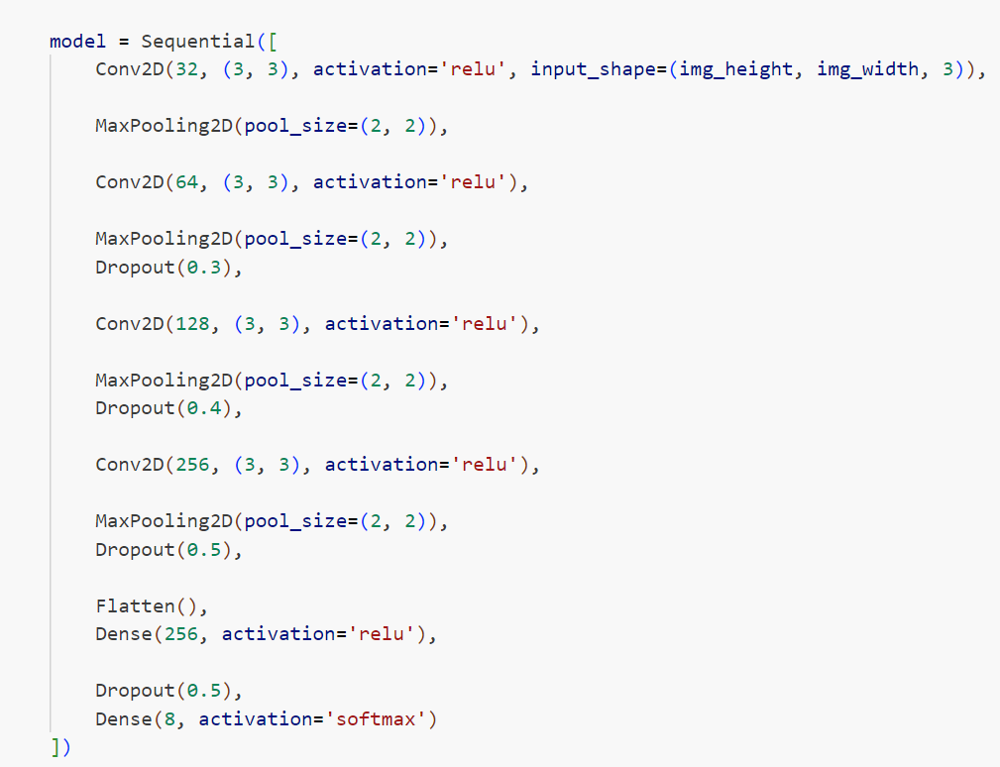 model = Sequential([
    Conv2D(32, (3, 3), activation='relu', input_shape=(img_height, img_width, 3)),
    MaxPooling2D(pool_size=(2, 2)),
    Conv2D(64, (3, 3), activation='relu'),
    MaxPooling2D(pool_size=(2, 2)),
    Dropout(0.3),
    Conv2D(128, (3, 3), activation='relu'),
    MaxPooling2D(pool_size=(2, 2)),
    Dropout(0.4),
    Conv2D(256, (3, 3), activation='relu'),
    MaxPooling2D(pool_size=(2, 2)),
    Dropout(0.5),
    Flatten(),
    Dense(256, activation='relu'),
    Dropout(0.5),
    Dense(8, activation='softmax')
])